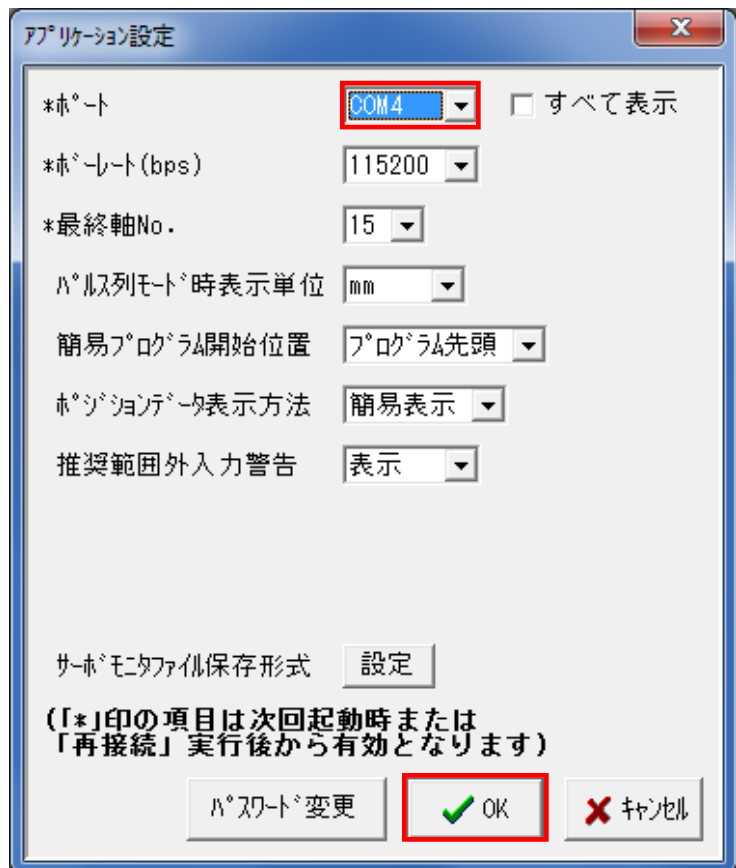 ｱﾌﾟﾘｹｰｼｮﾝ設定
*ﾎﾟｰﾄ COM4 すべて表示
*ﾎﾞｰﾚｰﾄ(bps) 115200
*最終軸No. 15
ﾊﾟﾙｽ列ﾓｰﾄﾞ時表示単位 mm
簡易ﾌﾟﾛｸﾞﾗﾑ開始位置 ﾌﾟﾛｸﾞﾗﾑ先頭
ﾎﾟｼﾞｼｮﾝﾃﾞｰﾀ表示方法 簡易表示
推奨範囲外入力警告 表示
ｻｰﾎﾞﾓﾆﾀﾌｧｲﾙ保存形式 設定
(｢*｣印の項目は次回起動時または
｢再接続｣実行後から有効となります)
ﾊﾟｽﾜｰﾄﾞ変更 OK ｷｬﾝｾﾙ